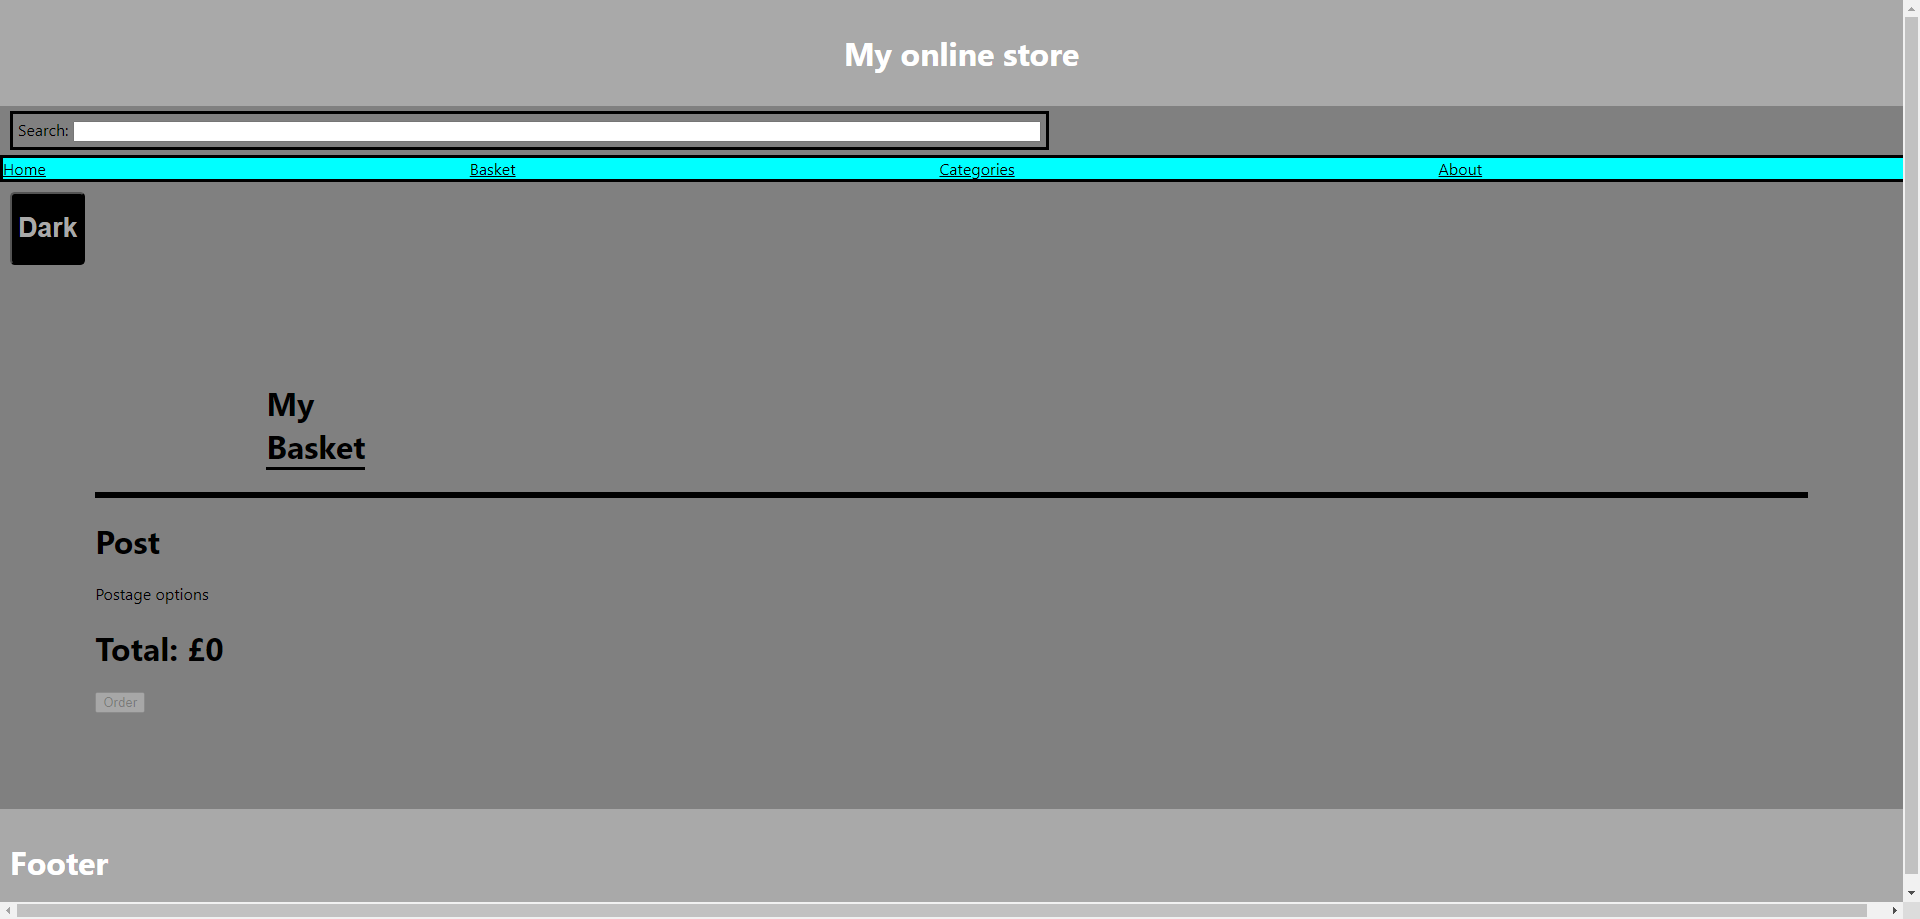 My online store
Search:
Home Basket Categories About
Dark
My
Basket
Post
Postage options
Total: £0
Order
Footer